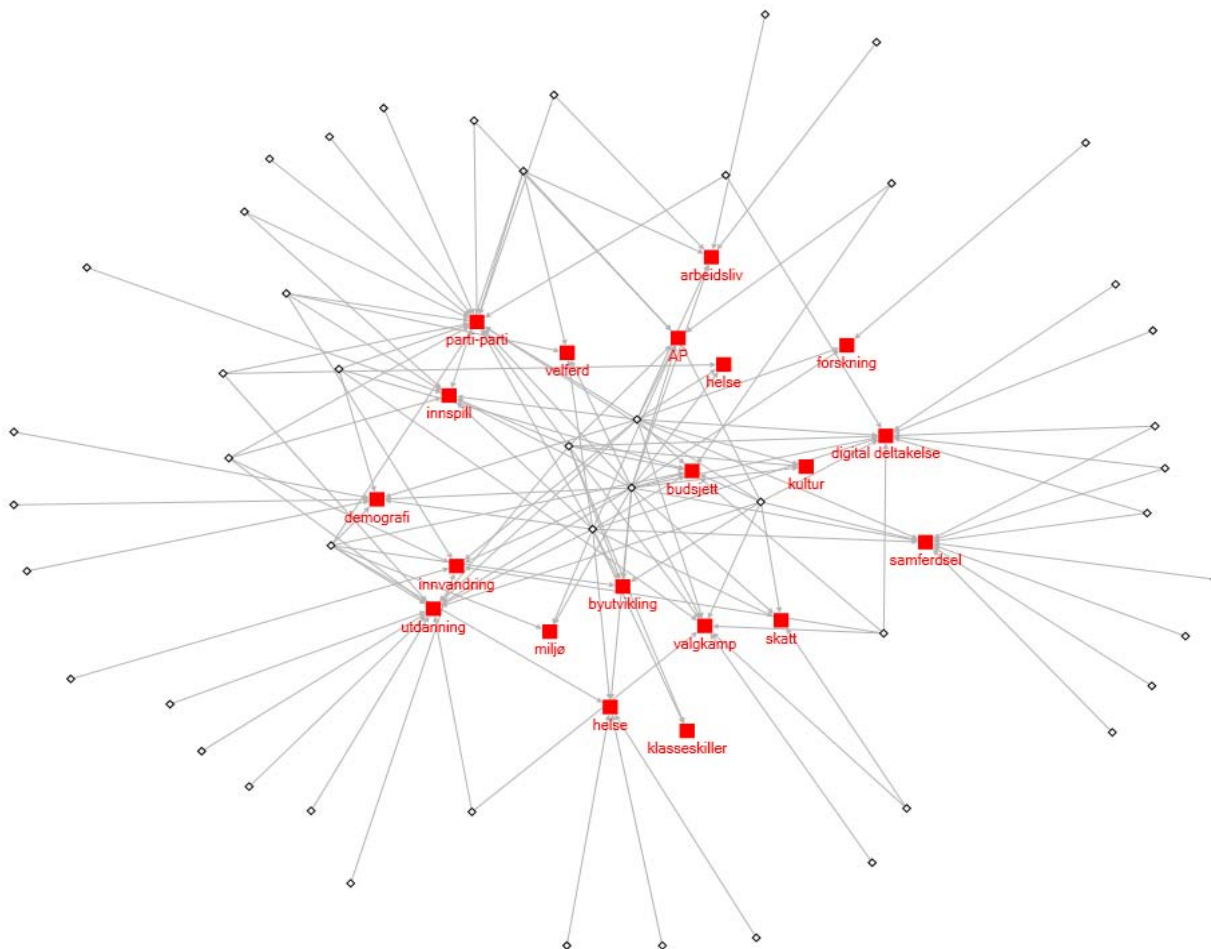 arbeidsliv
parti-parti
AP
velferd
helse
forskning
innspill
digital deltakelse
kultur
budsjett
demografi
samferdsel
innvandring
byutvikling
utdanning
miljø
valgkamp
skatt
helse
klasseskiller